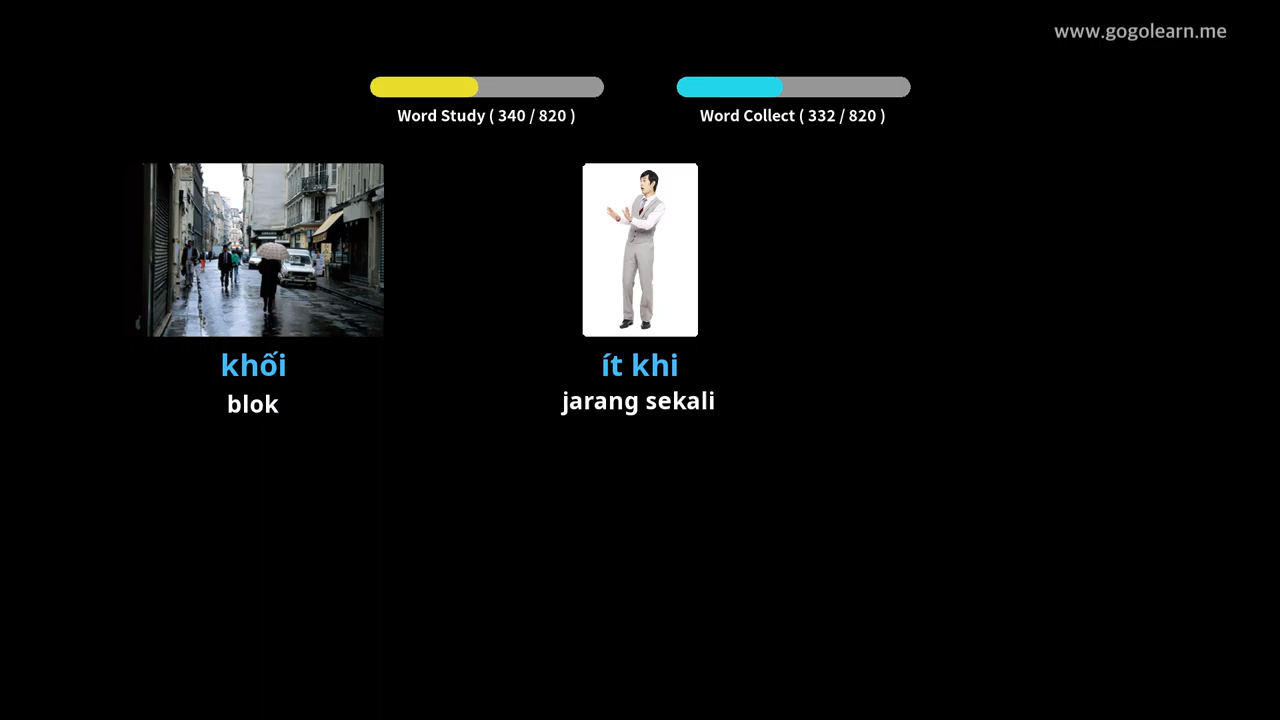 www.gogolearn.me
Word Study ( 340 / 820 )
Word Collect ( 332 / 820 )
khối
blok
ít khi
jarang sekali